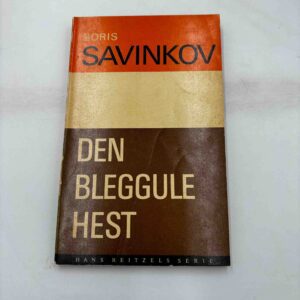 BORIS
SAVINKOV
DEN
BLEGGULE
HEST
HANS REITZELS SERIE